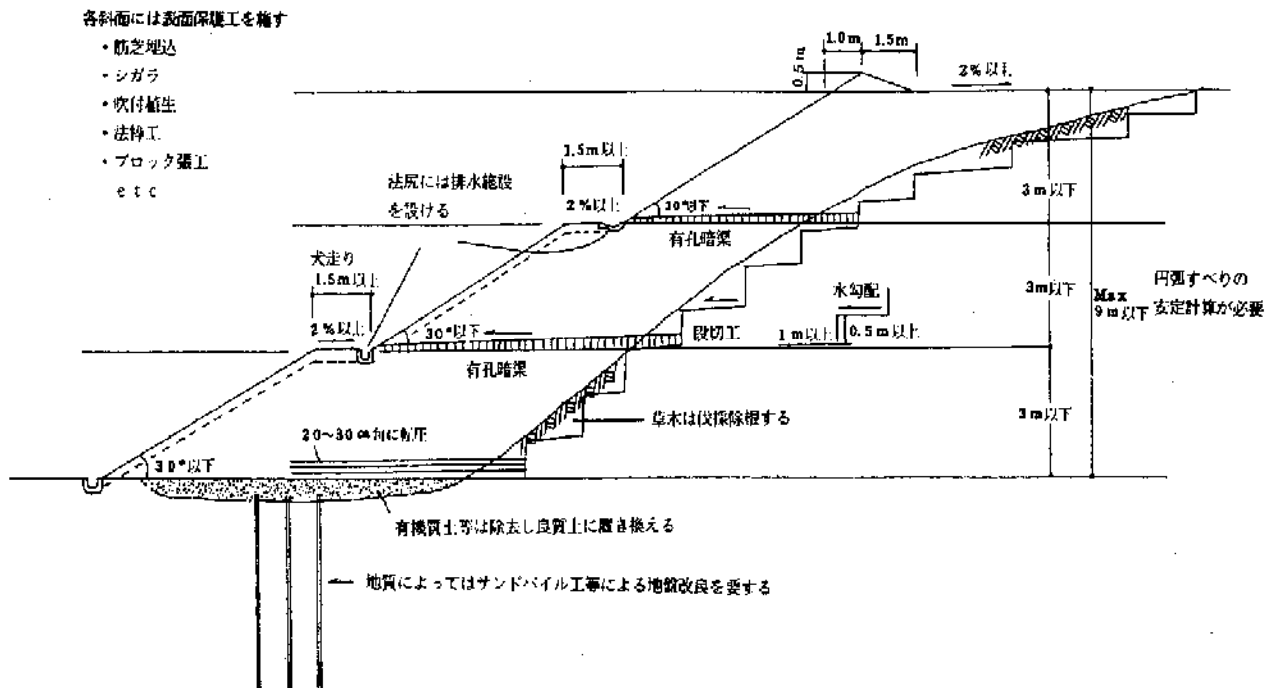 各斜面には表面保護工を施す
・筋芝埋込
・シガラ
・吹付植生
・法枠工
・ブロック張工
etc
1.0m
1.5m
0.5m
2%以上
1.5m以上
法尻には排水施設
を設ける
2%以上
30°以下
3m以下
有孔暗渠
犬走り
1.5m以上
水勾配
3m以下
Max
9m以下
円弧すべりの
安定計算が必要
2%以上
30°以下
段切工
1m以上
0.5m以上
有孔暗渠
草木は伐採除根する
3m以下
20〜30cm毎に転圧
30°以下
有機質土等は除去し良質土に置き換える
地質によってはサンドパイル工等による地盤改良を要する